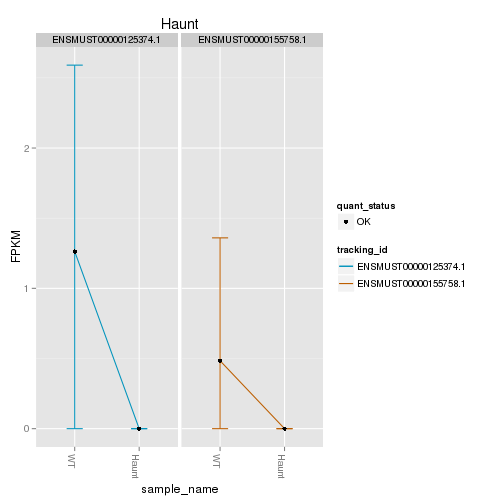 Haunt
ENSMUST00000125374.1
ENSMUST00000155758.1
2
1
0
FPKM
WT
Haunt
WT
Haunt
sample_name
quant_status
OK
tracking_id
ENSMUST00000125374.1
ENSMUST00000155758.1